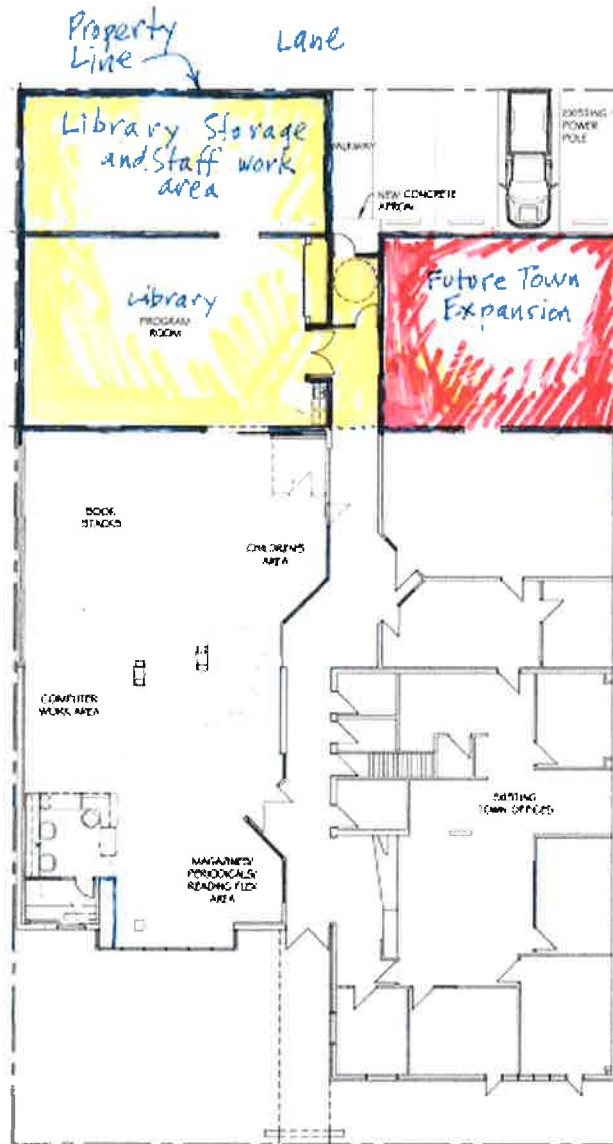 Property
Line
Lane
Library Storage
and Staff work
area
WALKWAY
EXISTING
POWER
POLE
NEW CONCRETE
APRON
Library
PROGRAM
ROOM
Future Town
Expansion
BOOK
STACKS
CHILDREN'S
AREA
COMPUTER
WORK AREA
EXISTING
TOWN OFFICES
MAGAZINES/
PERIODICALS/
READING FLEX
AREA